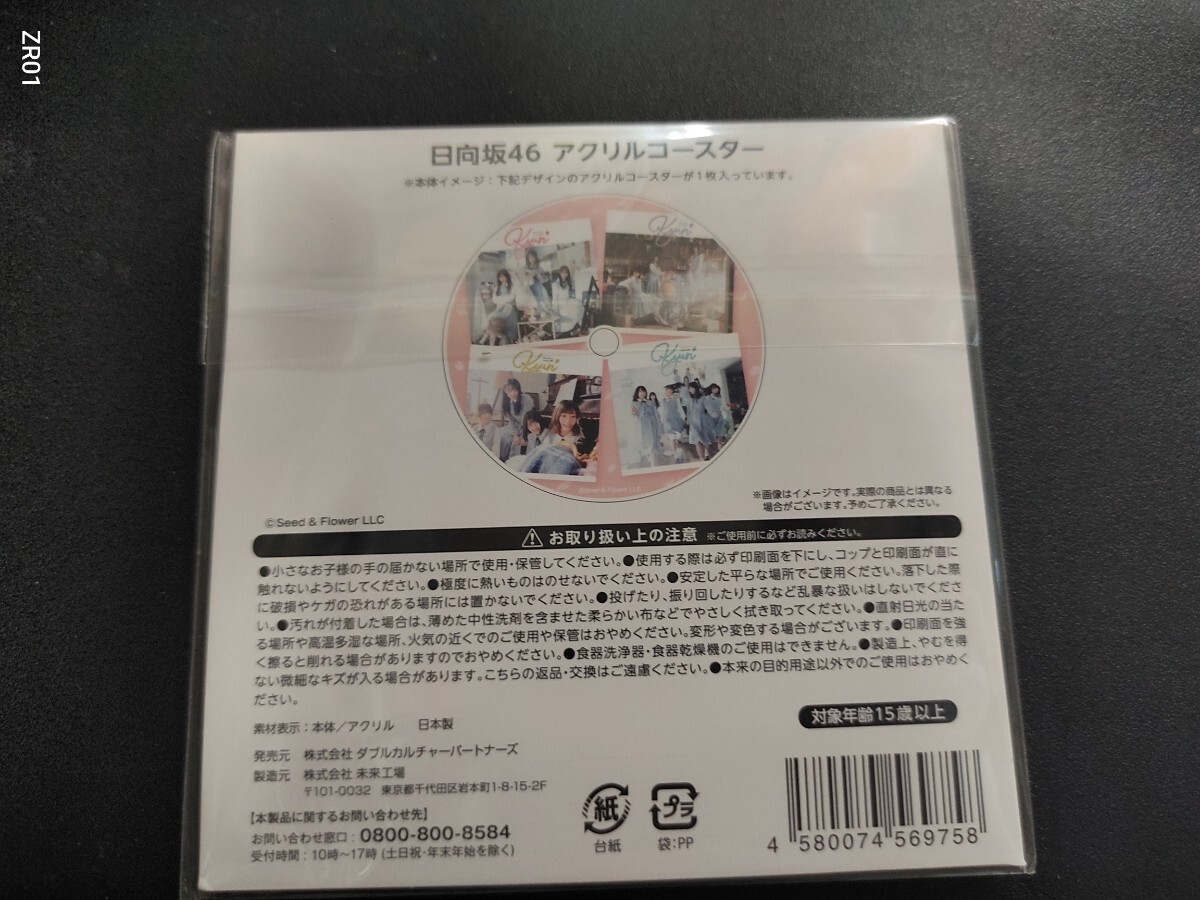 ZR01
日向坂46 アクリルコースター
※本体イメージ：下記デザインのアクリルコースターが1枚入っています。
Kyun
Kyun
Kyun
Kyun
©Seed & Flower LLC
※画像はイメージです。実際の商品とは異なる
場合がございます。予めご了承ください。
©Seed & Flower LLC
お取り扱い上の注意 ※ご使用前に必ずお読みください。
●小さなお子様の手の届かない場所で使用・保管してください。●使用する際は必ず印刷面を下にし、コップと印刷面が直に
触れないようにしてください。●極度に熱いものはのせないでください。●安定した平らな場所でご使用ください。落下した際
に破損やケガの恐れがある場所には置かないでください。●投げたり、振り回したりするなど乱暴な扱いはしないでくださ
い。●汚れが付着した場合は、薄めた中性洗剤を含ませた柔らかい布などでやさしく拭き取ってください。●直射日光の当た
る場所や高温多湿な場所、火気の近くでのご使用や保管はおやめください。変形や変色する場合がございます。●印刷面を強
く擦ると削れる場合がありますのでおやめください。●食器洗浄器・食器乾燥機のご使用はできません。●製造上、やむを得
ない微細なキズが入る場合があります。こちらの返品・交換はご遠慮ください。●本来の目的用途以外でのご使用はおやめく
ださい。
対象年齢15歳以上
素材表示：本体／アクリル 日本製
発売元 株式会社 ダブルカルチャーパートナーズ
製造元 株式会社 未来工場
〒101-0032 東京都千代田区岩本町1-8-15-2F
【本製品に関するお問い合わせ先】
お問い合わせ窓口：0800-800-8584
受付時間：10時〜17時（土日祝・年末年始を除く）
紙
台紙
プラ
袋：PP
4 580074 569758